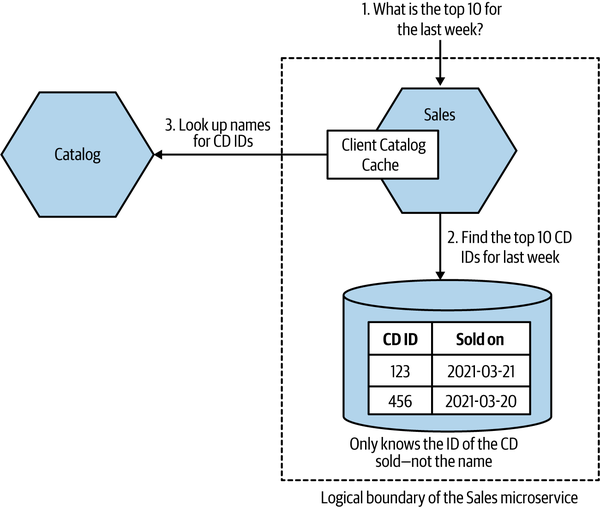 1. What is the top 10 for
the last week?
Sales
3. Look up names
for CD IDs
Catalog
Client Catalog
Cache
2. Find the top 10 CD
IDs for last week
CD ID Sold on
123 2021-03-21
456 2021-03-20
Only knows the ID of the CD
sold—not the name
Logical boundary of the Sales microservice